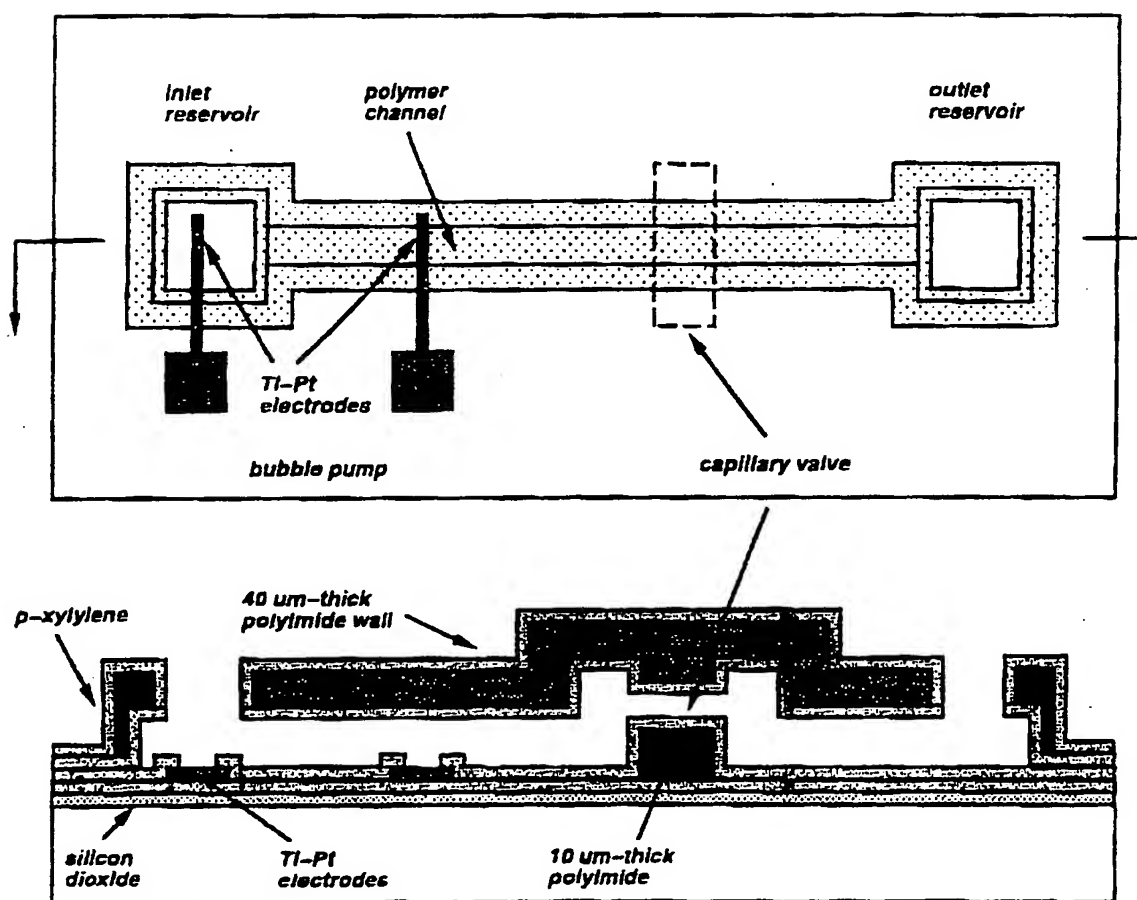 inlet
reservoir
polymer
channel
outlet
reservoir
Ti-Pt
electrodes
bubble pump
capillary valve
p-xylylene
40 um-thick
polyimide wall
silicon
dioxide
Ti-Pt
electrodes
10 um-thick
polyimide